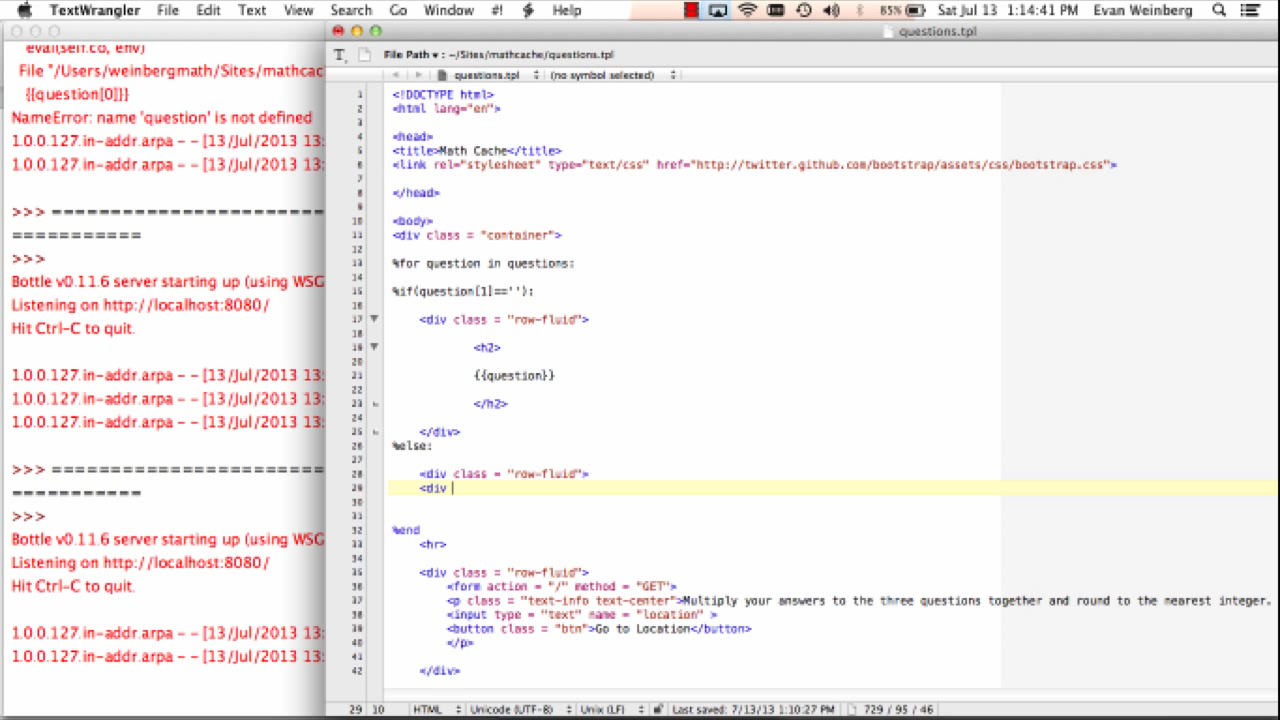 TextWrangler File Edit Text View Search Go Window #! Help 85% Sat Jul 13 1:14:41 PM Evan Weinberg
eval(self.co, env)
File "/Users/weinbergmath/Sites/mathcac
{{question[0]}}
NameError: name 'question' is not defined
1.0.0.127.in-addr.arpa - - [13/Jul/2013 13:
1.0.0.127.in-addr.arpa - - [13/Jul/2013 13:
>>> ========================
===========
>>>
Bottle v0.11.6 server starting up (using WSG
Listening on http://localhost:8080/
Hit Ctrl-C to quit.
1.0.0.127.in-addr.arpa - - [13/Jul/2013 13:
1.0.0.127.in-addr.arpa - - [13/Jul/2013 13:
1.0.0.127.in-addr.arpa - - [13/Jul/2013 13:
>>> ========================
===========
>>>
Bottle v0.11.6 server starting up (using WSG
Listening on http://localhost:8080/
Hit Ctrl-C to quit.
1.0.0.127.in-addr.arpa - - [13/Jul/2013 13:
1.0.0.127.in-addr.arpa - - [13/Jul/2013 13:
questions.tpl
File Path ▾ : ~/Sites/mathcache/questions.tpl
questions.tpl (no symbol selected)
1 <!DOCTYPE html>
2 <html lang="en">
3
4 <head>
5 <title>Math Cache</title>
6 <link rel="stylesheet" type="text/css" href="http://twitter.github.com/bootstrap/assets/css/bootstrap.css">
7
8 </head>
9
10 <body>
11 <div class = "container">
12
13 %for question in questions:
14
15 %if(question[1]==''):
16
17 <div class = "row-fluid">
18
19 <h2>
20
21 {{question}}
22
23 </h2>
24
25 </div>
26 %else:
27
28 <div class = "row-fluid">
29 <div
30
31
32 %end
33 <hr>
34
35 <div class = "row-fluid">
36 <form action = "/" method = "GET">
37 <p class = "text-info text-center">Multiply your answers to the three questions together and round to the nearest integer.
38 <input type = "text" name = "location" >
39 <button class = "btn">Go to Location</button>
40 </p>
41
42 </div>
29 10 HTML Unicode (UTF-8) Unix (LF) Last saved: 7/13/13 1:10:27 PM 729 / 95 / 46